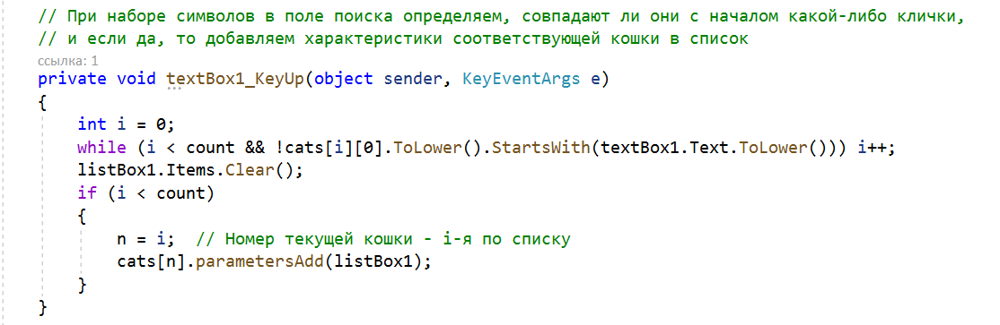 // При наборе символов в поле поиска определяем, совпадают ли они с началом какой-либо клички,
// и если да, то добавляем характеристики соответствующей кошки в список
ссылка: 1
private void textBox1_KeyUp(object sender, KeyEventArgs e)
{
int i = 0;
while (i < count && !cats[i][0].ToLower().StartsWith(textBox1.Text.ToLower())) i++;
listBox1.Items.Clear();
if (i < count)
{
n = i;  // Номер текущей кошки - i-я по списку
cats[n].parametersAdd(listBox1);
}
}